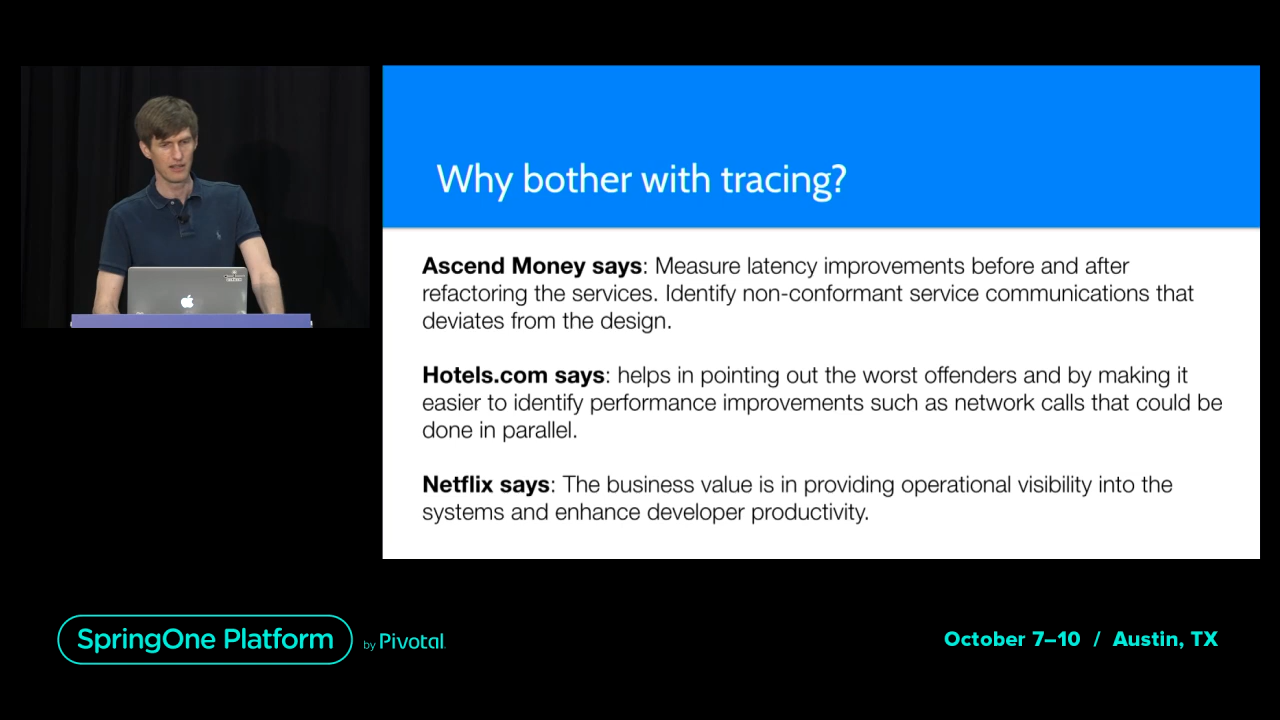 Why bother with tracing?
Ascend Money says: Measure latency improvements before and after
refactoring the services. Identify non-conformant service communications that
deviates from the design.
Hotels.com says: helps in pointing out the worst offenders and by making it
easier to identify performance improvements such as network calls that could be
done in parallel.
Netflix says: The business value is in providing operational visibility into the
systems and enhance developer productivity.
SpringOne Platform by Pivotal
October 7–10 / Austin, TX